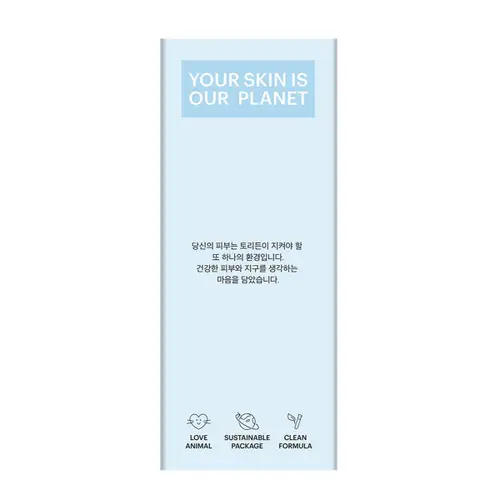 YOUR SKIN IS
OUR PLANET
당신의 피부는 토리든이 지켜야 할
또 하나의 환경입니다.
건강한 피부와 지구를 생각하는
마음을 담았습니다.
LOVE
ANIMAL
SUSTAINABLE
PACKAGE
CLEAN
FORMULA